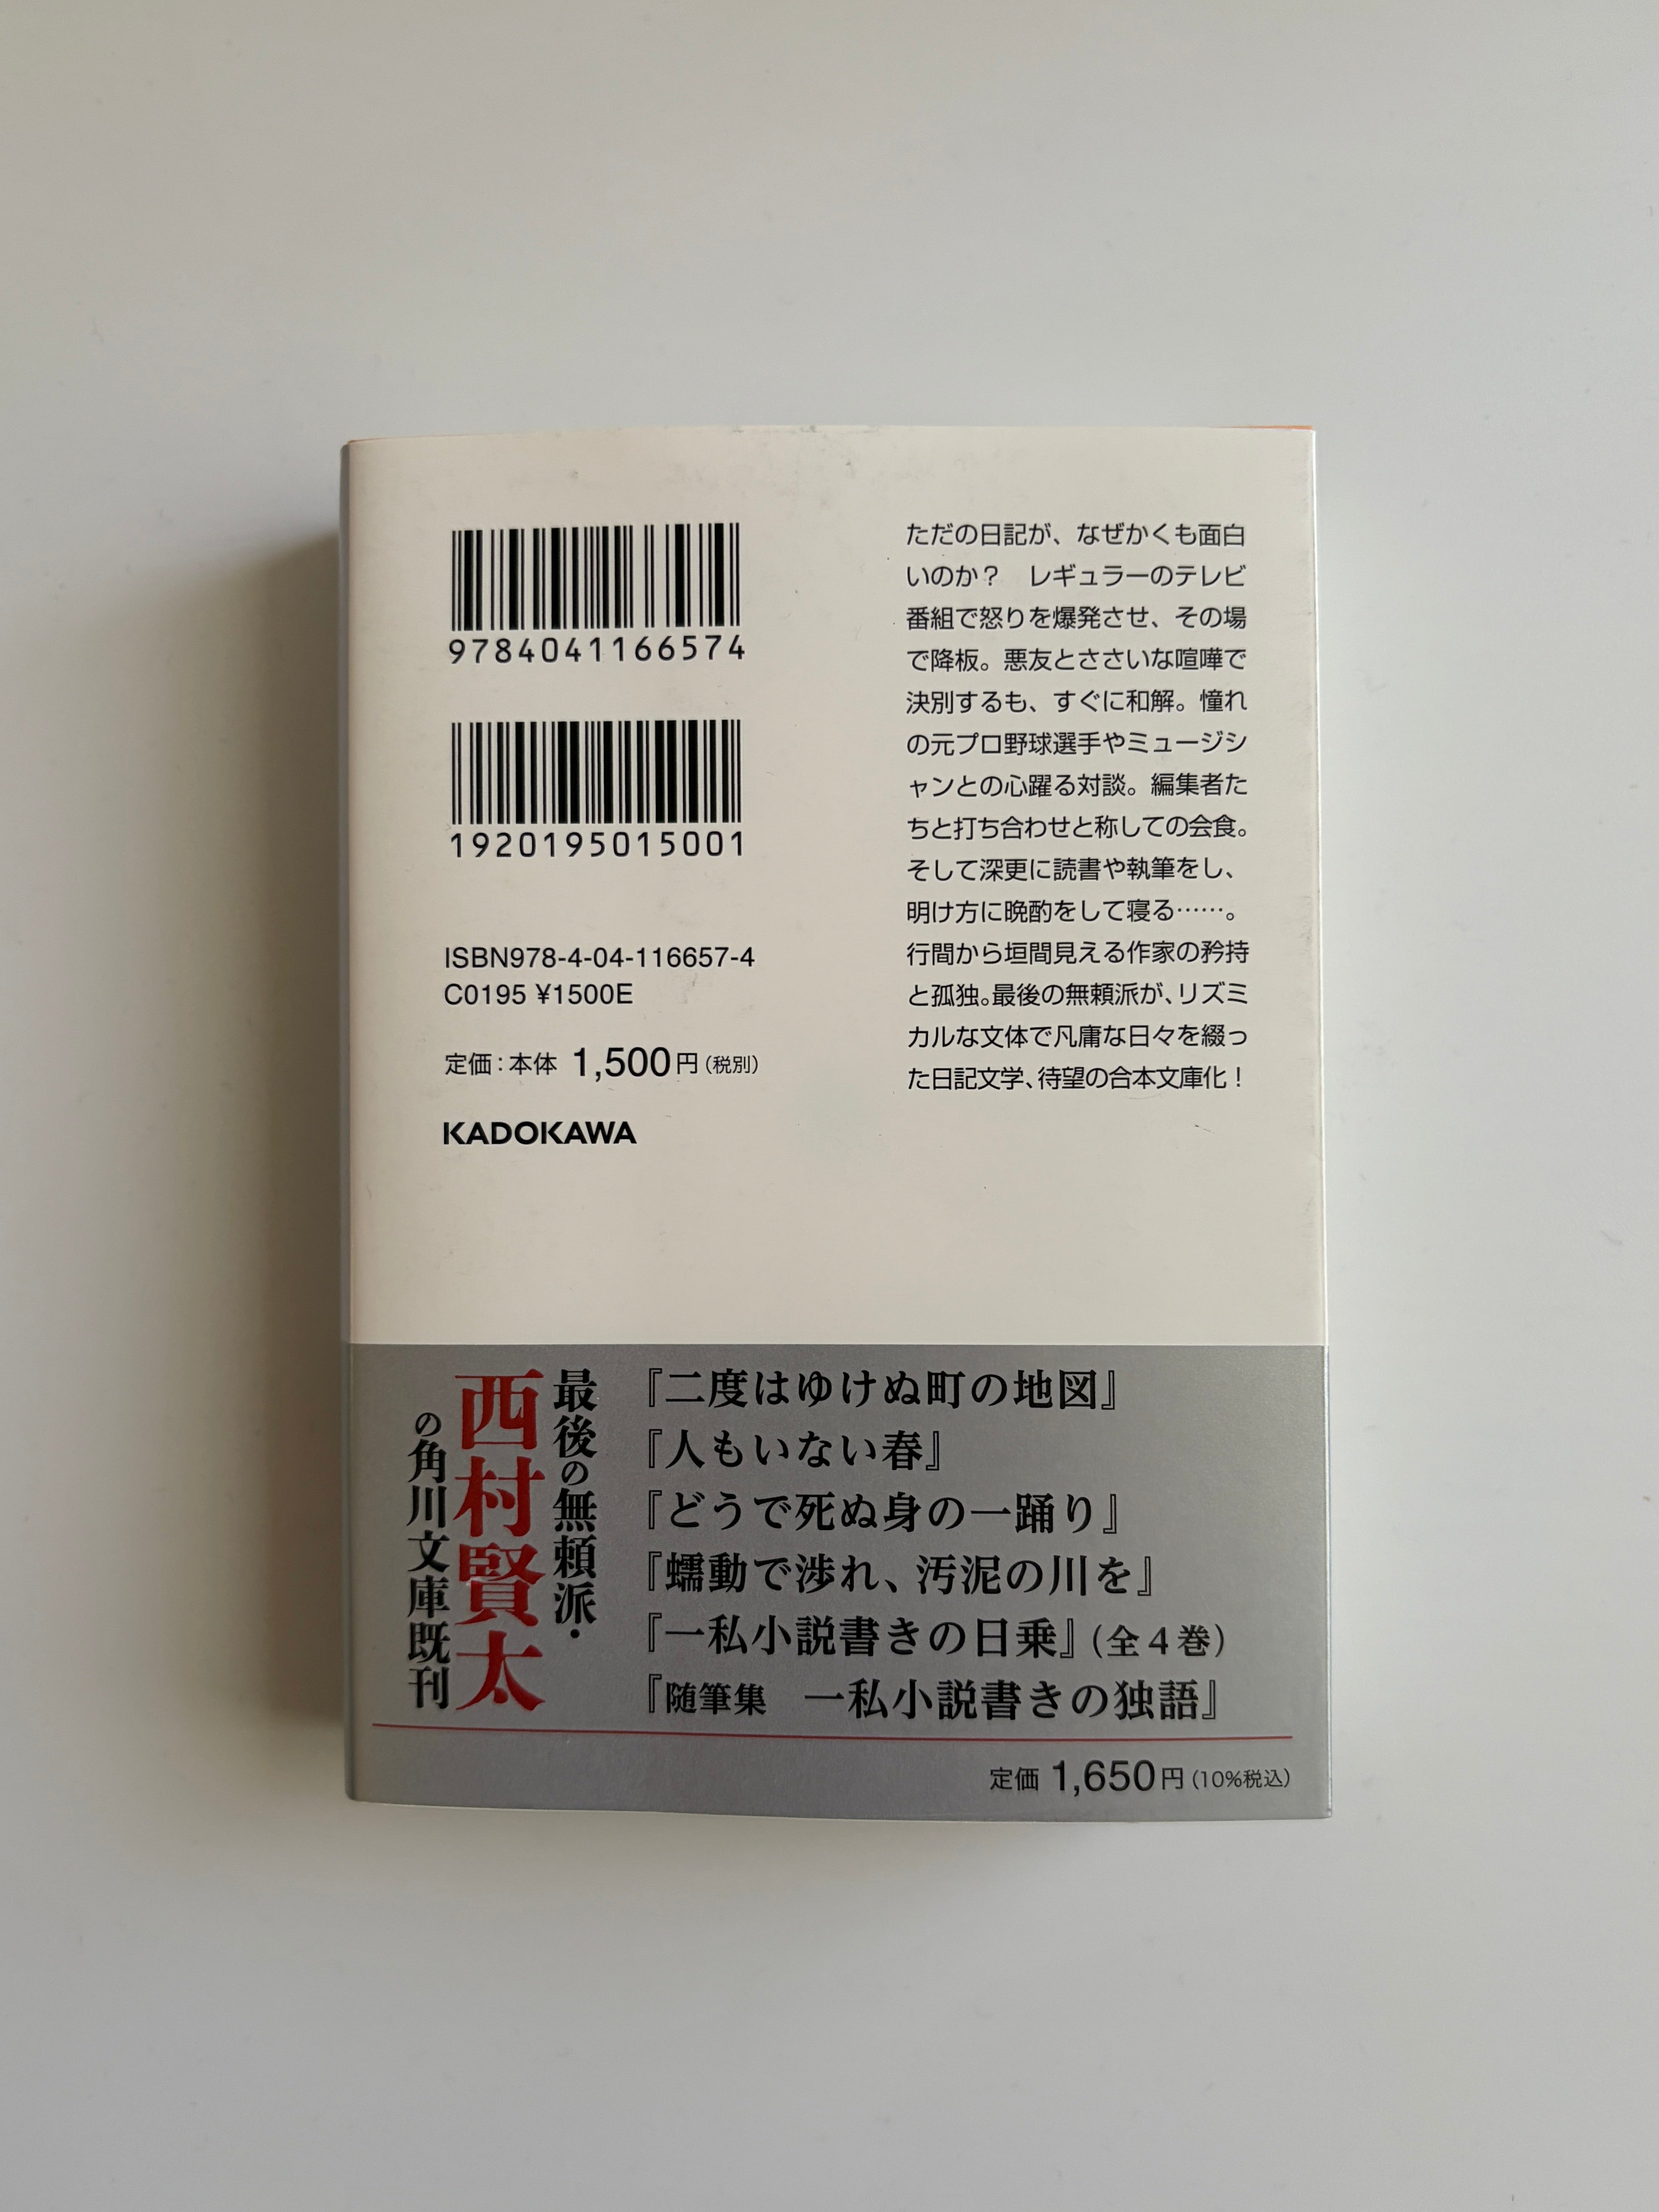 9784041166574
1920195015001
ISBN978-4-04-116657-4
C0195 ¥1500E
定価：本体 1,500円（税別）
KADOKAWA
ただの日記が、なぜかくも面白
いのか？　レギュラーのテレビ
番組で怒りを爆発させ、その場
で降板。悪友とささいな喧嘩で
決別するも、すぐに和解。憧れ
の元プロ野球選手やミュージシ
ャンとの心躍る対談。編集者た
ちと打ち合わせと称しての会食。
そして深更に読書や執筆をし、
明け方に晩酌をして寝る……。
行間から垣間見える作家の矜持
と孤独。最後の無頼派が、リズミ
カルな文体で凡庸な日々を綴っ
た日記文学、待望の合本文庫化！
最後の無頼派・
西村賢太
の角川文庫既刊
『二度はゆけぬ町の地図』
『人もいない春』
『どうで死ぬ身の一踊り』
『蠕動で渉れ、汚泥の川を』
『一私小説書きの日乗』（全４巻）
『随筆集　一私小説書きの独語』
定価 1,650円（10％税込）